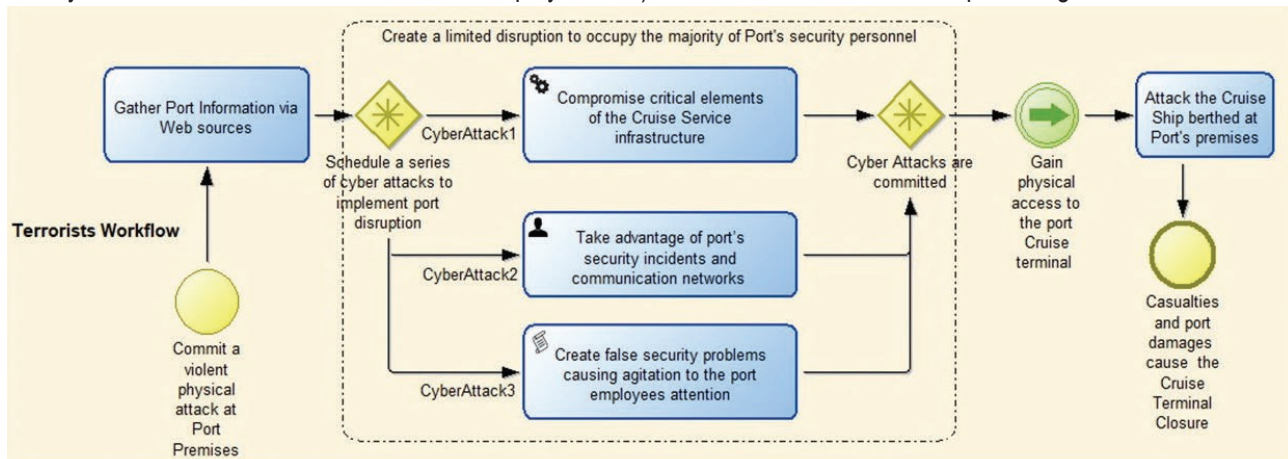 Create a limited disruption to occupy the majority of Port's security personnel
Gather Port Information via
Web sources
CyberAttack1
Compromise critical elements
of the Cruise Service
infrastructure
Attack the Cruise
Ship berthed at
Port's premises
Schedule a series
of cyber attacks to
implement port
disruption
Cyber Attacks are
committed
Gain
physical
access to
the port
Cruise
terminal
Terrorists Workflow
CyberAttack2
Take advantage of port's
security incidents and
communication networks
Commit a
violent
physical
attack at
Port
Premises
CyberAttack3
Create false security problems
causing agitation to the port
employees attention
Casualties
and port
damages
cause the
Cruise
Terminal
Closure